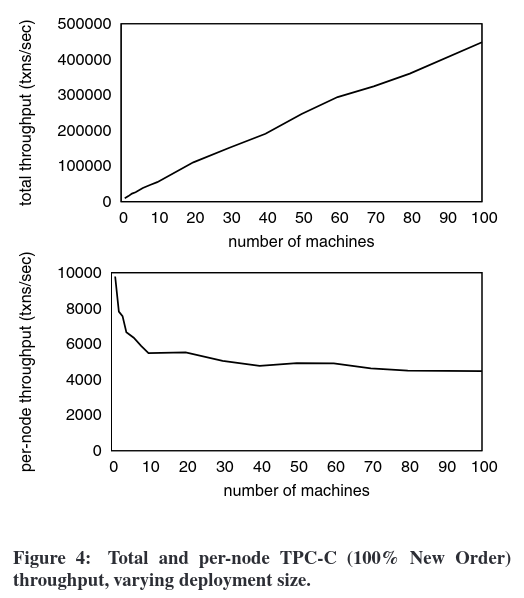 total throughput (txns/sec)
500000
400000
300000
200000
100000
0
0 10 20 30 40 50 60 70 80 90 100
number of machines
per-node throughput (txns/sec)
10000
8000
6000
4000
2000
0
0 10 20 30 40 50 60 70 80 90 100
number of machines
Figure 4: Total and per-node TPC-C (100% New Order)
throughput, varying deployment size.